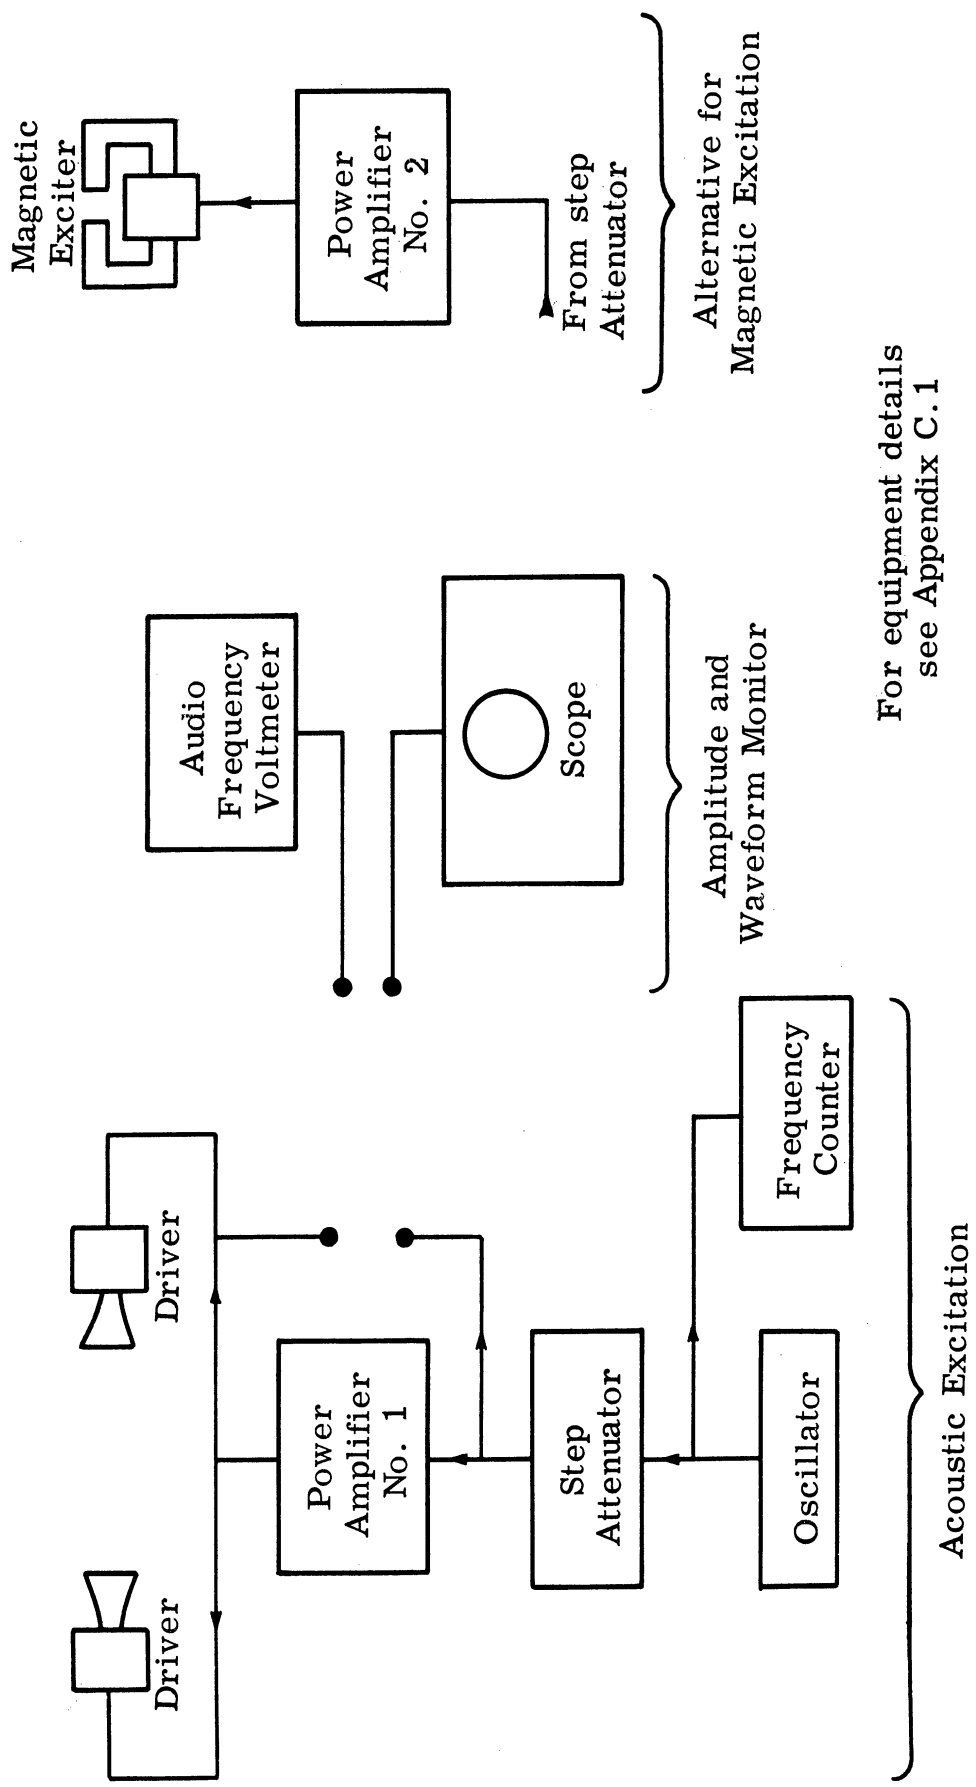 Driver
Driver
Power
Amplifier
No. 1
Step
Attenuator
Oscillator
Frequency
Counter
Acoustic Excitation
Audio
Frequency
Voltmeter
Scope
Amplitude and
Waveform Monitor
Magnetic
Exciter
Power
Amplifier
No. 2
From step
Attenuator
Alternative for
Magnetic Excitation
For equipment details
see Appendix C.1